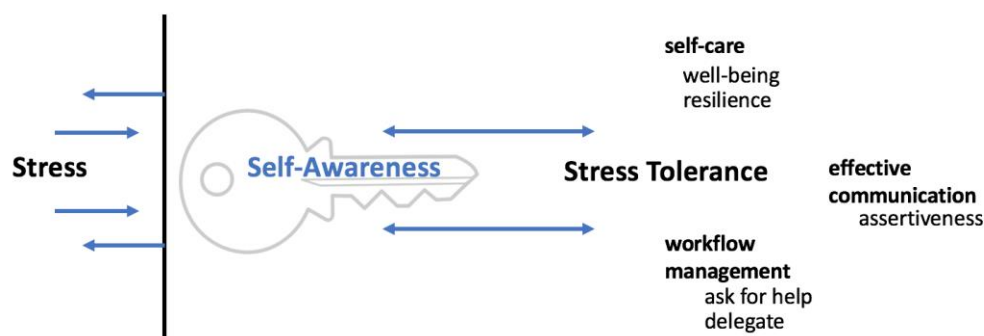 Stress
Self-Awareness
Stress Tolerance
self-care
well-being
resilience
effective
communication
assertiveness
workflow
management
ask for help
delegate